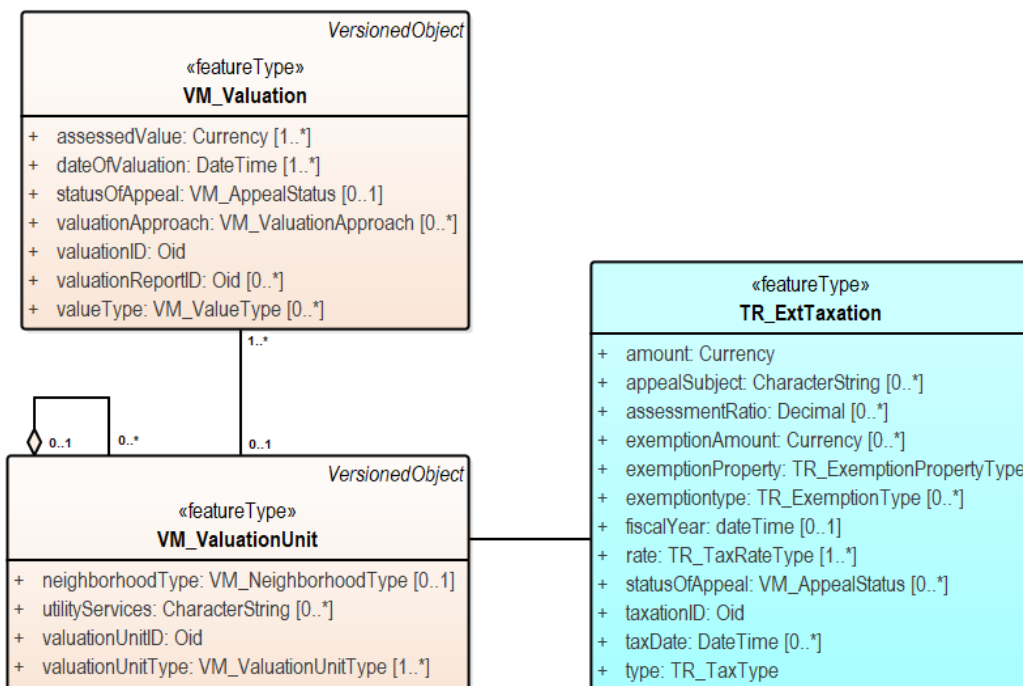 VersionedObject
«featureType»
VM_Valuation
+ assessedValue: Currency [1..*]
+ dateOfValuation: DateTime [1..*]
+ statusOfAppeal: VM_AppealStatus [0..1]
+ valuationApproach: VM_ValuationApproach [0..*]
+ valuationID: Oid
+ valuationReportID: Oid [0..*]
+ valueType: VM_ValueType [0..*]
1..*
0..1
0..*
0..1
VersionedObject
«featureType»
VM_ValuationUnit
+ neighborhoodType: VM_NeighborhoodType [0..1]
+ utilityServices: CharacterString [0..*]
+ valuationUnitID: Oid
+ valuationUnitType: VM_ValuationUnitType [1..*]
«featureType»
TR_ExtTaxation
+ amount: Currency
+ appealSubject: CharacterString [0..*]
+ assessmentRatio: Decimal [0..*]
+ exemptionAmount: Currency [0..*]
+ exemptionProperty: TR_ExemptionPropertyType
+ exemptiontype: TR_ExemptionType [0..*]
+ fiscalYear: dateTime [0..1]
+ rate: TR_TaxRateType [1..*]
+ statusOfAppeal: VM_AppealStatus [0..*]
+ taxationID: Oid
+ taxDate: DateTime [0..*]
+ type: TR_TaxType